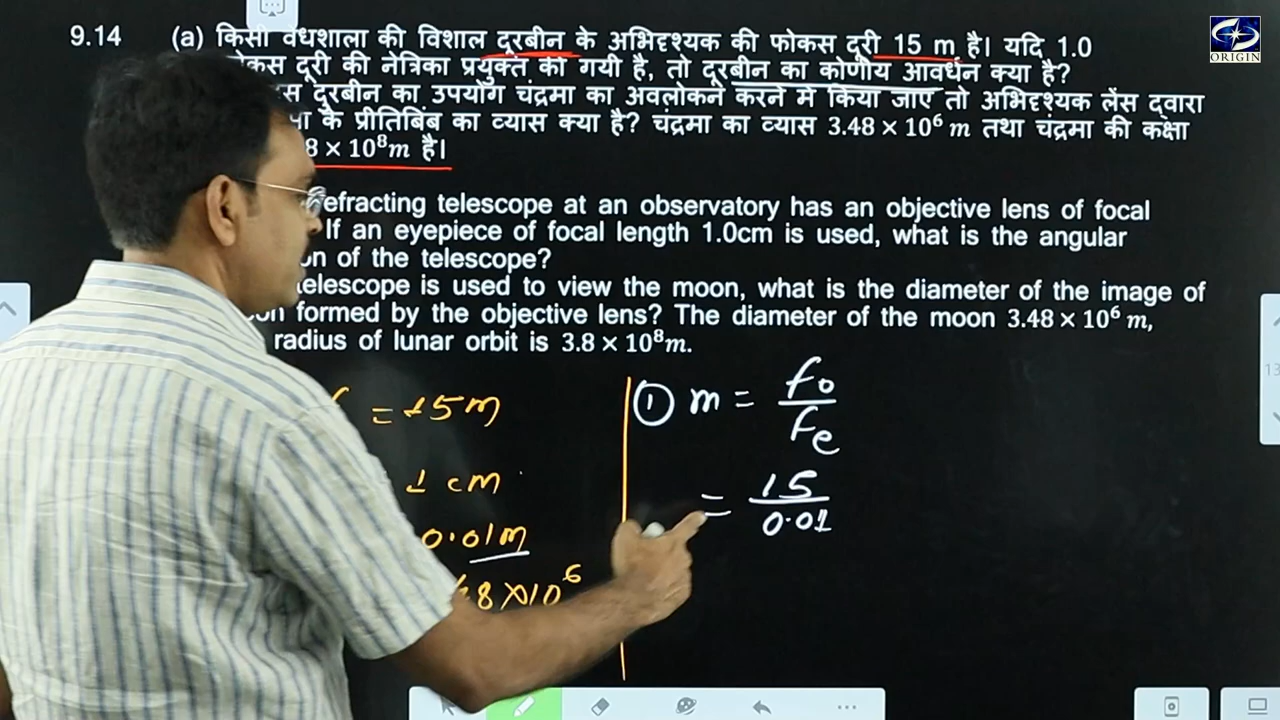 9.14 (a) किसी वेधशाला की विशाल दूरबीन के अभिदृश्यक की फोकस दूरी 15 m है। यदि 1.0
फोकस दूरी की नेत्रिका प्रयुक्त की गयी है, तो दूरबीन का कोणीय आवर्धन क्या है?
दूरबीन का उपयोग चंद्रमा का अवलोकन करने में किया जाए तो अभिदृश्यक लेंस द्वारा
के प्रतिबिंब का व्यास क्या है? चंद्रमा का व्यास 3.48 × 10⁶ m तथा चंद्रमा की कक्षा
8 × 10⁸m है।
refracting telescope at an observatory has an objective lens of focal
If an eyepiece of focal length 1.0cm is used, what is the angular
of the telescope?
telescope is used to view the moon, what is the diameter of the image of
formed by the objective lens? The diameter of the moon 3.48 × 10⁶ m,
radius of lunar orbit is 3.8 × 10⁸m.
= 15m
1 cm
0.01m
48×10⁶
① m = fo/fe
= 15/0.01
ORIGIN
13